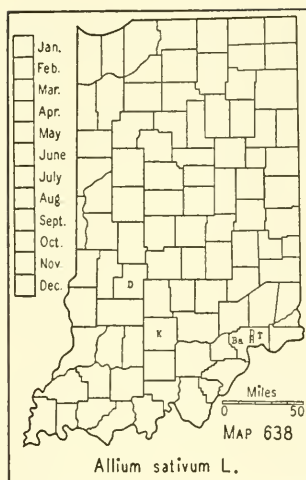 Jan.
Feb.
Mar.
Apr.
May
June
July
Aug
Sept.
Oct.
Nov.
Dec.
D
K
Ba
T
Miles
0 50
MAP 638
Allium sativum L.